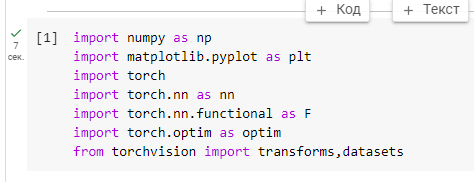 + Код + Текст
7 сек.
[1] import numpy as np
import matplotlib.pyplot as plt
import torch
import torch.nn as nn
import torch.nn.functional as F
import torch.optim as optim
from torchvision import transforms,datasets